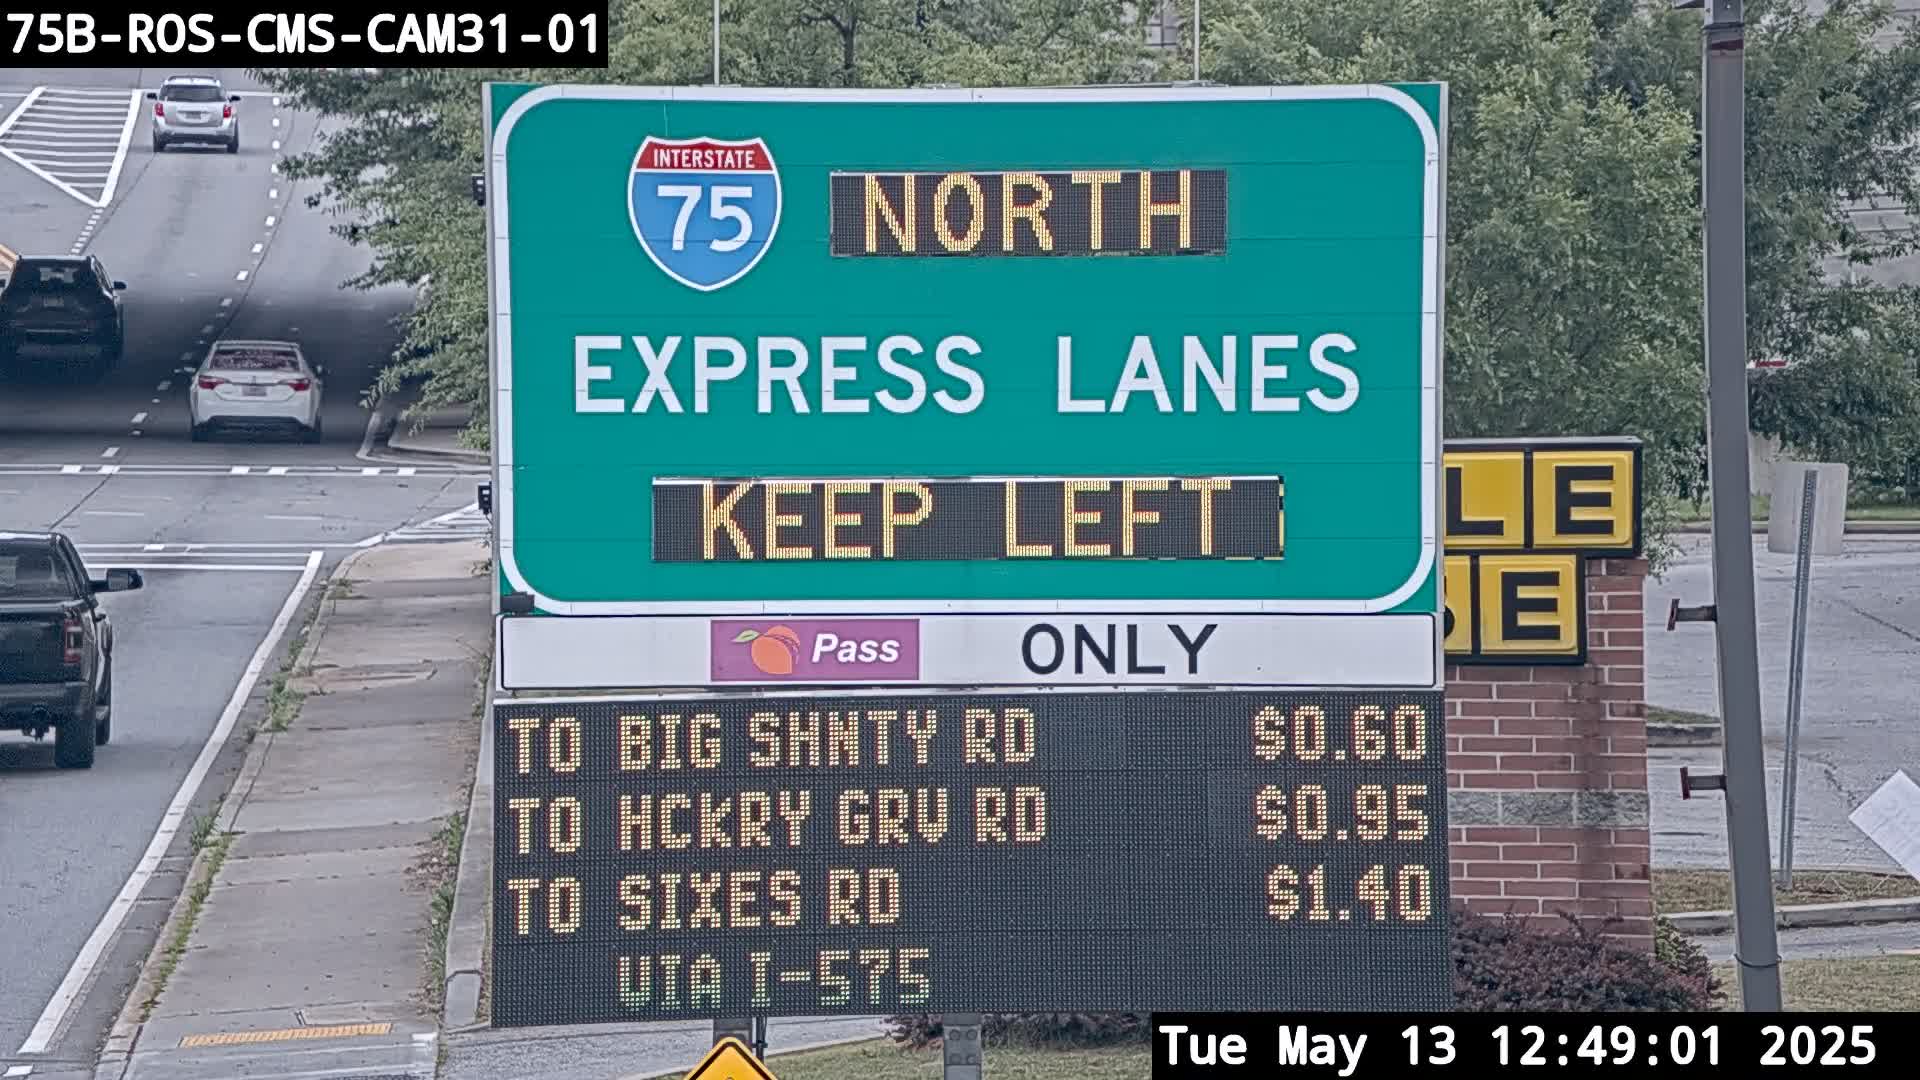 75B-ROS-CMS-CAM31-01
INTERSTATE
75
NORTH
EXPRESS LANES
KEEP LEFT
Pass ONLY
TO BIG SHNTY RD $0.60
TO HCKRY GRV RD $0.95
TO SIXES RD $1.40
VIA I-575
LE
E
Tue May 13 12:49:01 2025